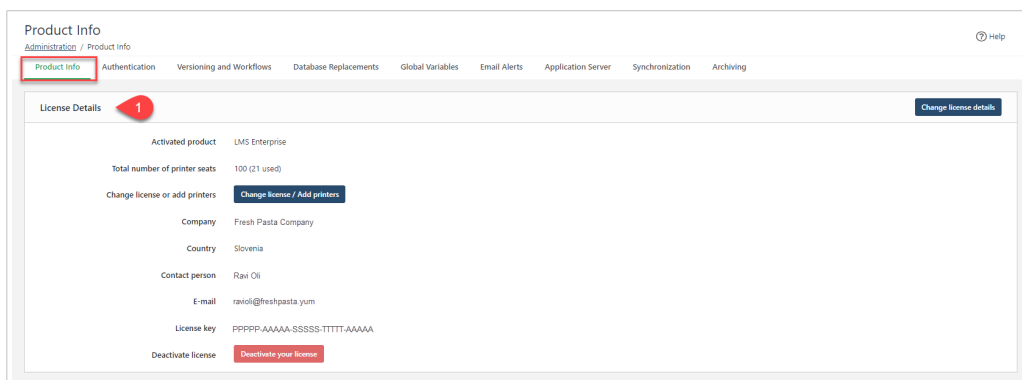 Product Info
Administration / Product Info
Help
Product Info Authentication Versioning and Workflows Database Replacements Global Variables Email Alerts Application Server Synchronization Archiving
License Details 1 Change license details
Activated product LMS Enterprise
Total number of printer seats 100 (21 used)
Change license or add printers Change license / Add printers
Company Fresh Pasta Company
Country Slovenia
Contact person Ravi Oli
E-mail ravioli@freshpasta.yum
License key PPPPP-AAAAA-SSSSS-TTTTT-AAAAA
Deactivate license Deactivate your license